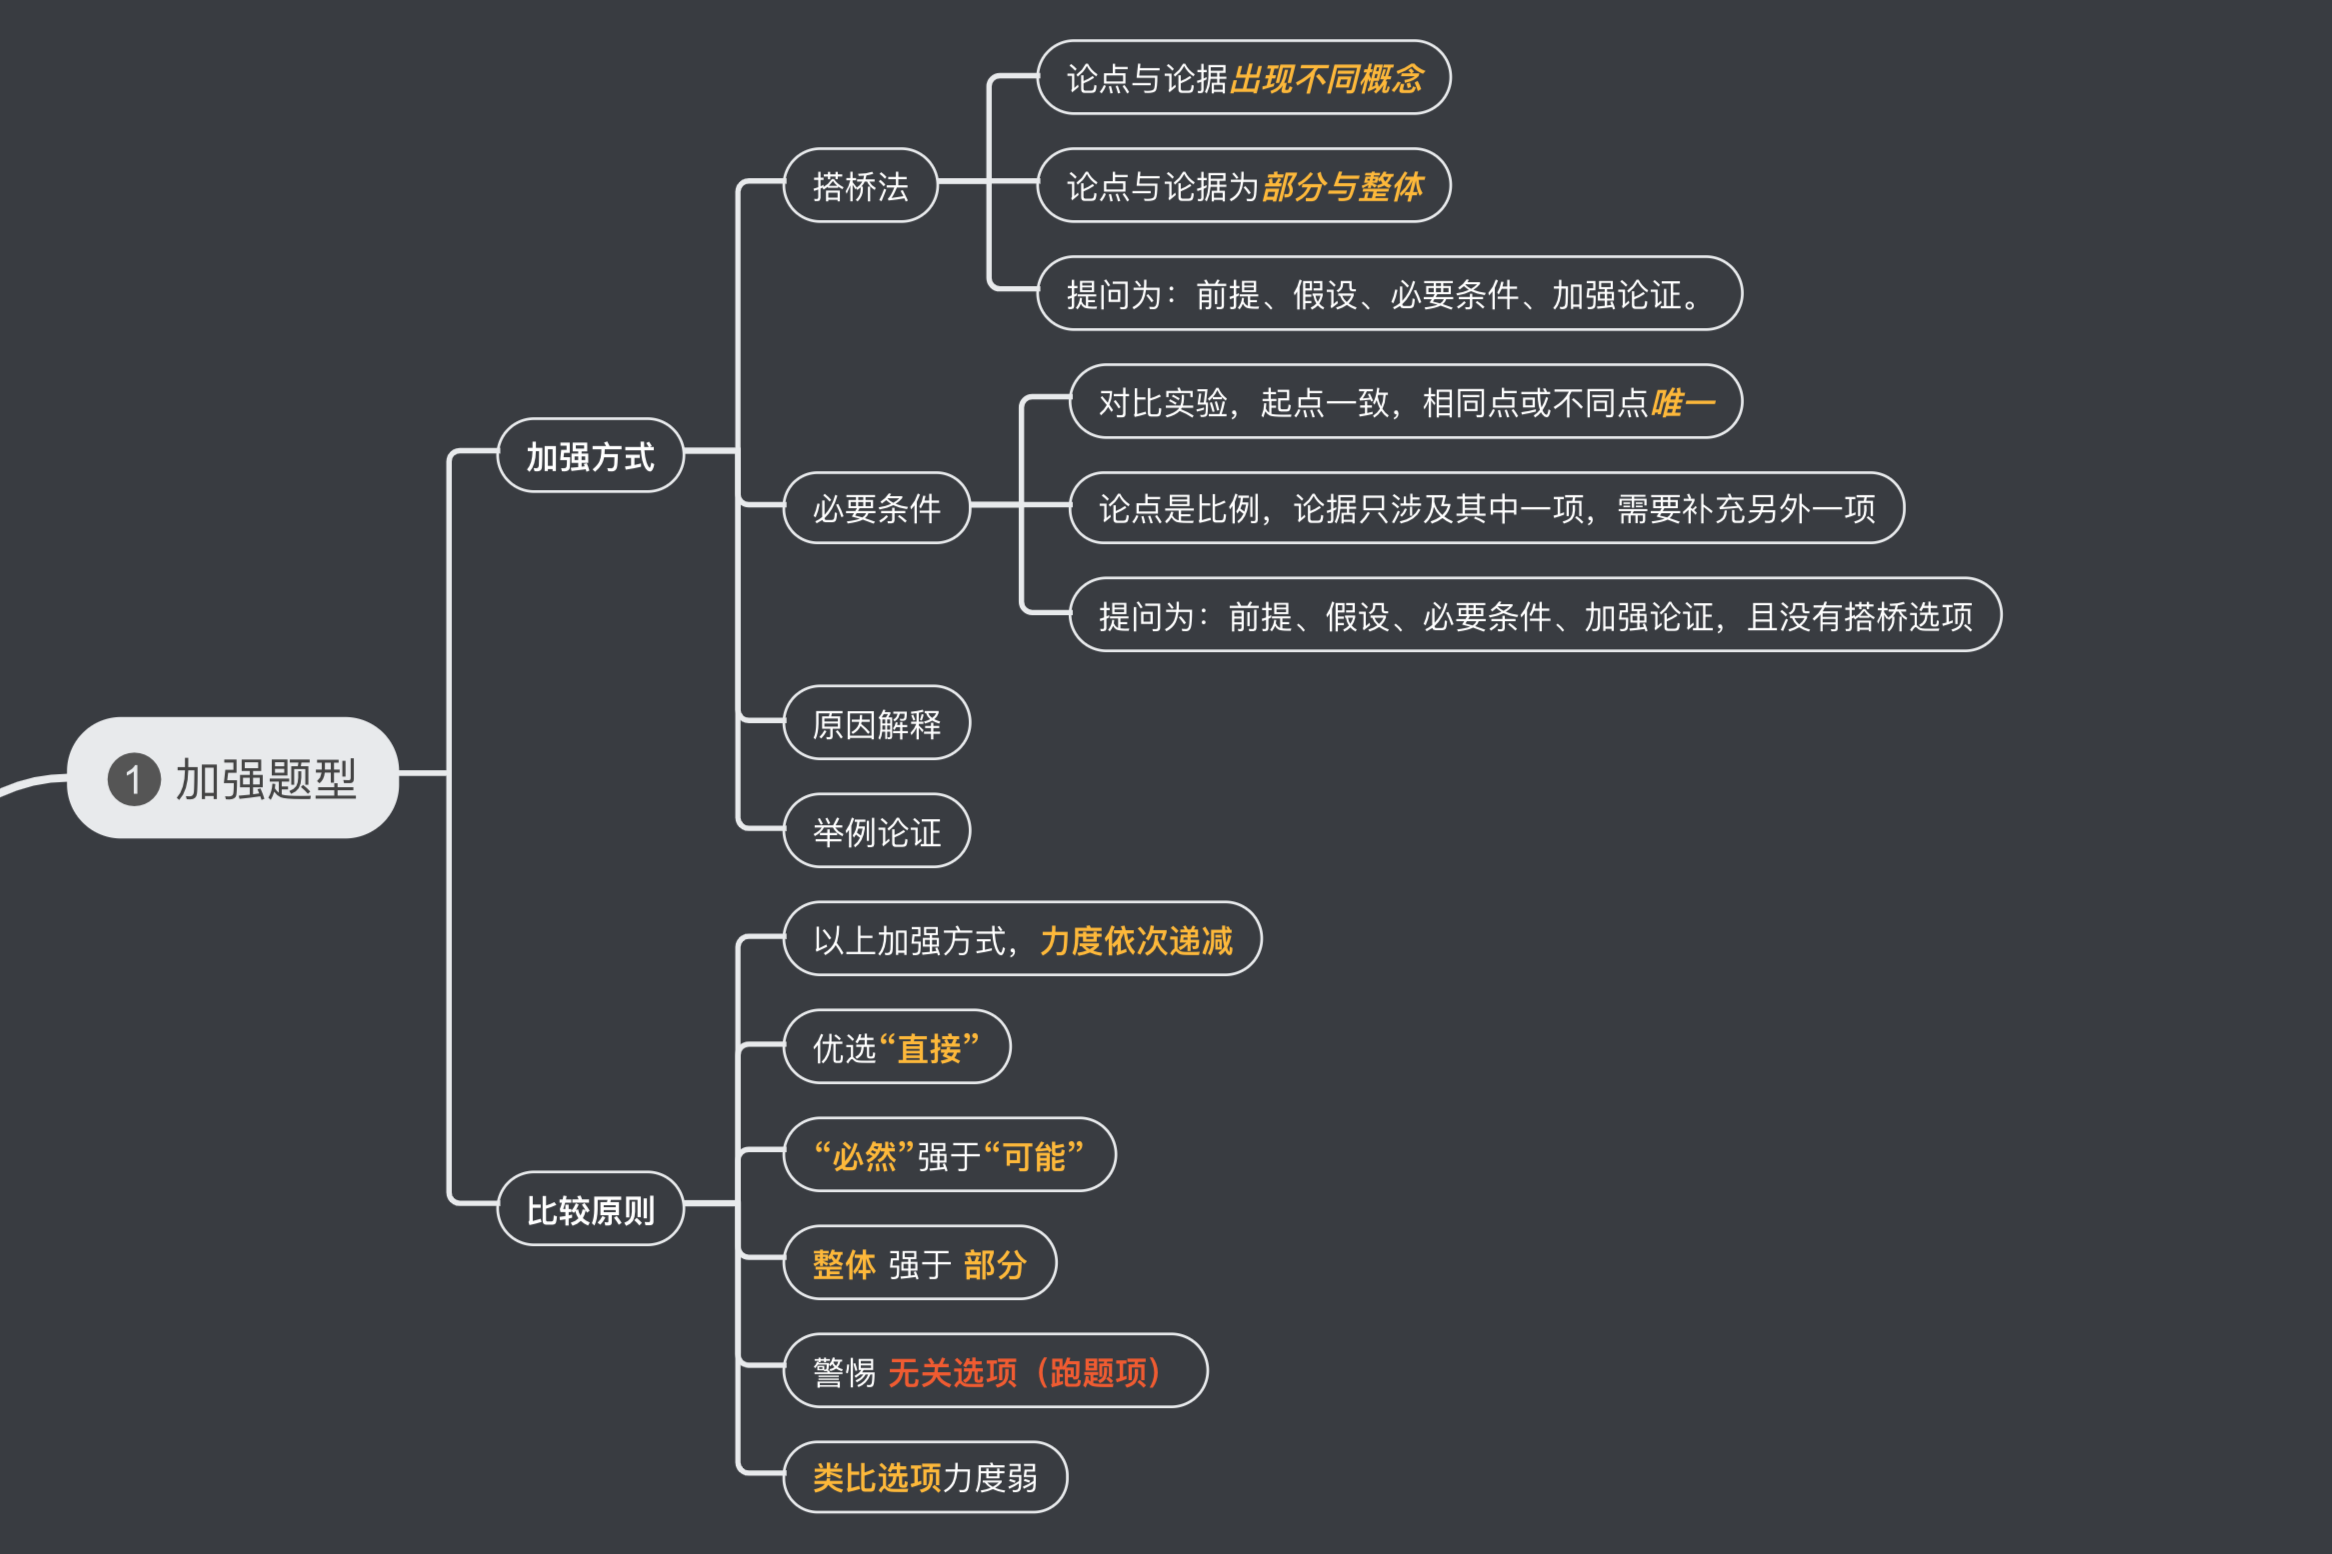 论点与论据出现不同概念
搭桥法
论点与论据为部分与整体
提问为：前提、假设、必要条件、加强论证。
对比实验，起点一致，相同点或不同点唯一
加强方式
必要条件
论点是比例，论据只涉及其中一项，需要补充另外一项
提问为：前提、假设、必要条件、加强论证，且没有搭桥选项
原因解释
1 加强题型
举例论证
以上加强方式，力度依次递减
优选“直接”
“必然”强于“可能”
比较原则
整体 强于 部分
警惕 无关选项（跑题项）
类比选项力度弱